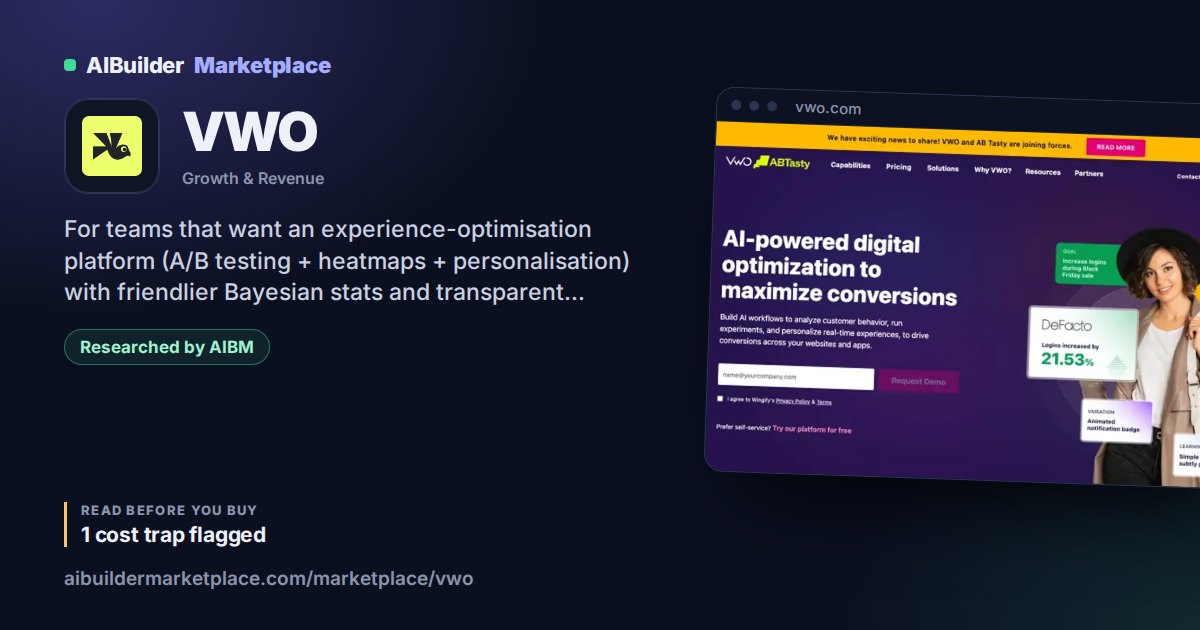 AIBuilder Marketplace
VWO
Growth & Revenue
For teams that want an experience-optimisation
platform (A/B testing + heatmaps + personalisation)
with friendlier Bayesian stats and transparent...
Researched by AIBM
READ BEFORE YOU BUY
1 cost trap flagged
aibuildermarketplace.com/marketplace/vwo
vwo.com
We have exciting news to share! VWO and AB Tasty are joining forces.
READ MORE
VWO ABTasty
Capabilities
Pricing
Solutions
Why VWO?
Resources
Partners
AI-powered digital
optimization to
maximize conversions
Build AI workflows to analyze customer behavior, run
experiments, and personalize real-time experiences, to drive
conversions across your websites and apps.
name@yourcompany.com
Request Demo
I agree to Wingify's Privacy Policy & Terms
Prefer self-service? Try our platform for free
GOAL
Increase logins
during Black
Friday sale
DeFacto
Logins increased by
21.53%
VARIATION
Animated
notification badge
Simple
subtly